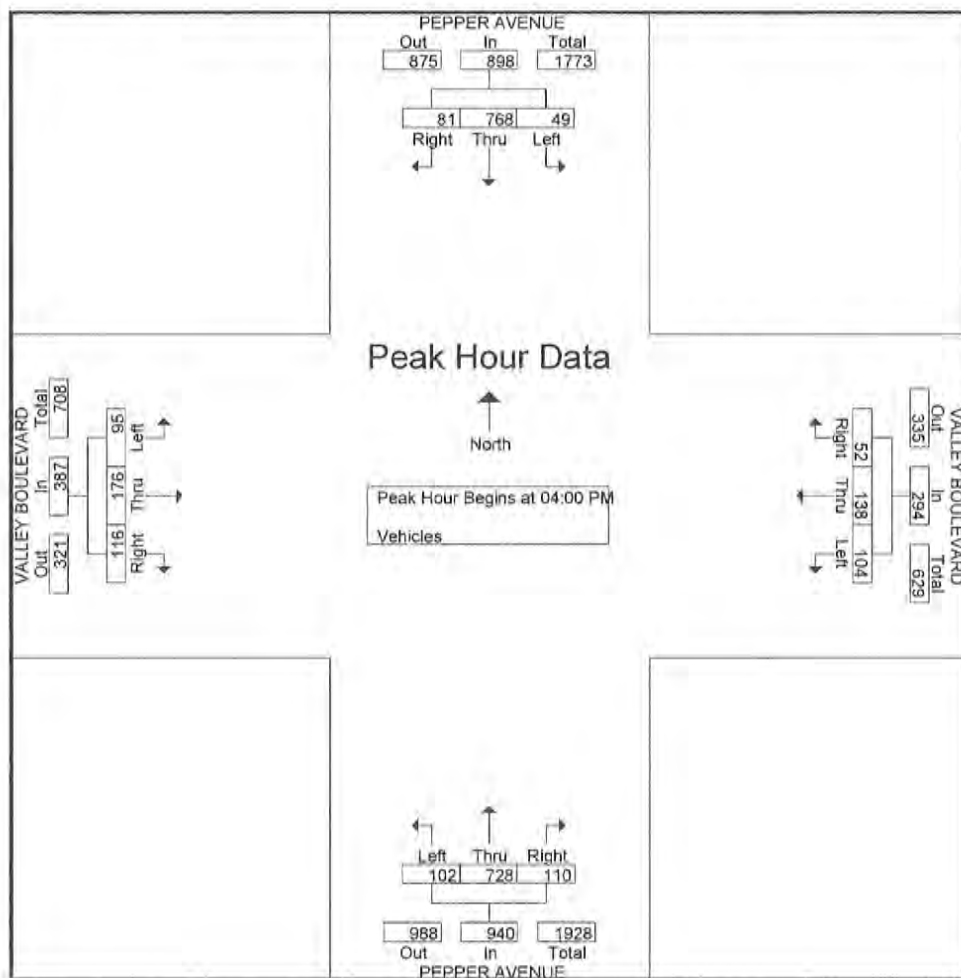 PEPPER AVENUE
Out In Total
875 898 1773
81 768 49
Right Thru Left
Peak Hour Data
North
Peak Hour Begins at 04:00 PM
Vehicles
VALLEY BOULEVARD
Total In Out
708 387 321
95 176 116
Left Thru Right
VALLEY BOULEVARD
Out In Total
335 294 629
52 138 104
Right Thru Left
Left Thru Right
102 728 110
988 940 1928
Out In Total
PEPPER AVENUE